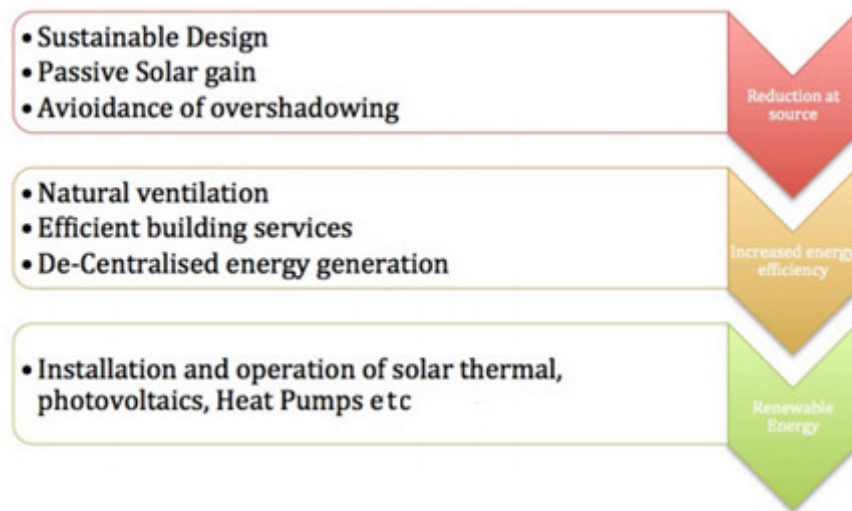 • Sustainable Design
• Passive Solar gain
• Avioidance of overshadowing
Reduction at
source
• Natural ventilation
• Efficient building services
• De-Centralised energy generation
Increased energy
efficiency
• Installation and operation of solar thermal,
photovoltaics, Heat Pumps etc
Renewable
Energy